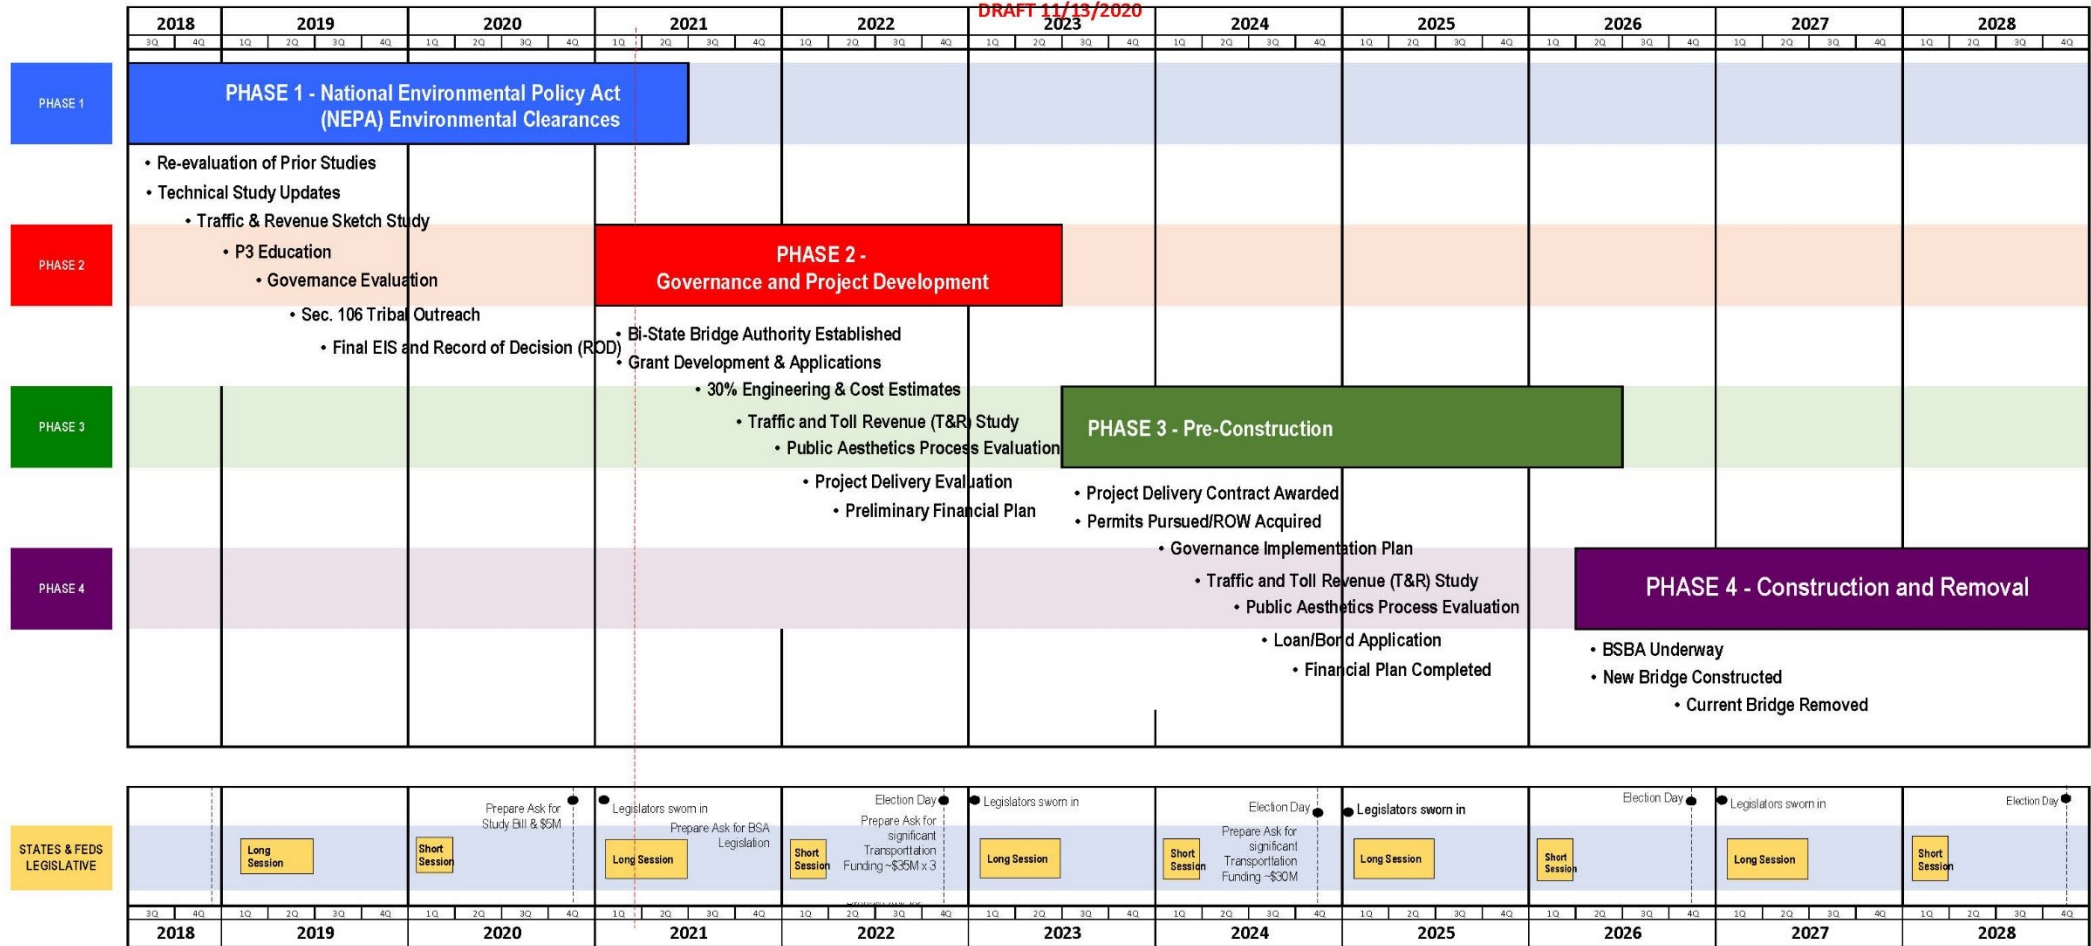 DRAFT 11/13/2020
2018 2019 2020 2021 2022 2023 2024 2025 2026 2027 2028
3Q 4Q 1Q 2Q 3Q 4Q 1Q 2Q 3Q 4Q 1Q 2Q 3Q 4Q 1Q 2Q 3Q 4Q 1Q 2Q 3Q 4Q 1Q 2Q 3Q 4Q 1Q 2Q 3Q 4Q 1Q 2Q 3Q 4Q 1Q 2Q 3Q 4Q 1Q 2Q 3Q 4Q
PHASE 1
PHASE 1 - National Environmental Policy Act
(NEPA) Environmental Clearances
• Re-evaluation of Prior Studies
• Technical Study Updates
• Traffic & Revenue Sketch Study
• P3 Education
• Governance Evaluation
• Sec. 106 Tribal Outreach
• Final EIS and Record of Decision (ROD)
PHASE 2
PHASE 2 -
Governance and Project Development
• Bi-State Bridge Authority Established
• Grant Development & Applications
• 30% Engineering & Cost Estimates
• Traffic and Toll Revenue (T&R) Study
• Public Aesthetics Process Evaluation
• Project Delivery Evaluation
• Preliminary Financial Plan
PHASE 3
PHASE 3 - Pre-Construction
• Project Delivery Contract Awarded
• Permits Pursued/ROW Acquired
• Governance Implementation Plan
• Traffic and Toll Revenue (T&R) Study
• Public Aesthetics Process Evaluation
• Loan/Bond Application
• Financial Plan Completed
PHASE 4
PHASE 4 - Construction and Removal
• BSBA Underway
• New Bridge Constructed
• Current Bridge Removed
STATES & FEDS
LEGISLATIVE
Long
Session
Short
Session
Prepare Ask for
Study Bill & $5M
Legislators sworn in
Prepare Ask for BSA
Legislation
Long Session
Short
Session
Election Day
Prepare Ask for
significant
Transporttation
Funding ~$35M x 3
Legislators sworn in
Long Session
Short
Session
Election Day
Prepare Ask for
significant
Transporttation
Funding ~$30M
Legislators sworn in
Long Session
Short
Session
Election Day
Legislators sworn in
Long Session
Short
Session
Election Day
3Q 4Q 1Q 2Q 3Q 4Q 1Q 2Q 3Q 4Q 1Q 2Q 3Q 4Q 1Q 2Q 3Q 4Q 1Q 2Q 3Q 4Q 1Q 2Q 3Q 4Q 1Q 2Q 3Q 4Q 1Q 2Q 3Q 4Q 1Q 2Q 3Q 4Q 1Q 2Q 3Q 4Q
2018 2019 2020 2021 2022 2023 2024 2025 2026 2027 2028